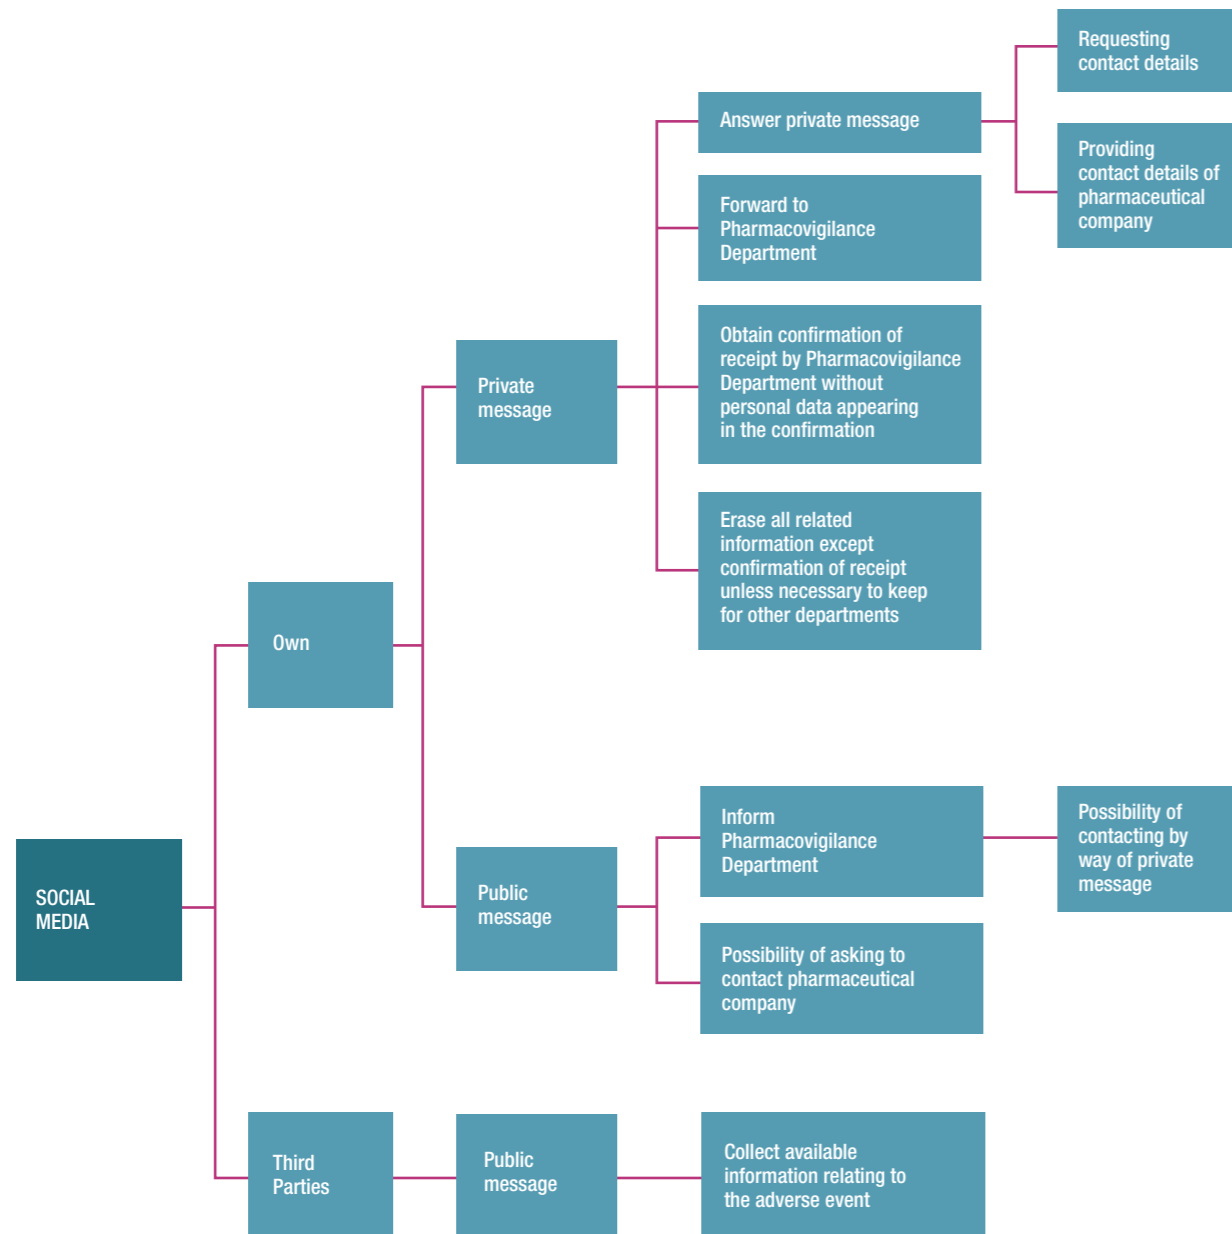 Requesting
contact details
Answer private message
Providing
contact details of
pharmaceutical
company
Forward to
Pharmacovigilance
Department
Obtain confirmation of
receipt by Pharmacovigilance
Department without
personal data appearing
in the confirmation
Private
message
Erase all related
information except
confirmation of receipt
unless necessary to keep
for other departments
Own
Inform
Pharmacovigilance
Department
Possibility of
contacting by
way of private
message
SOCIAL
MEDIA
Public
message
Possibility of asking to
contact pharmaceutical
company
Third
Parties
Public
message
Collect available
information relating to
the adverse event